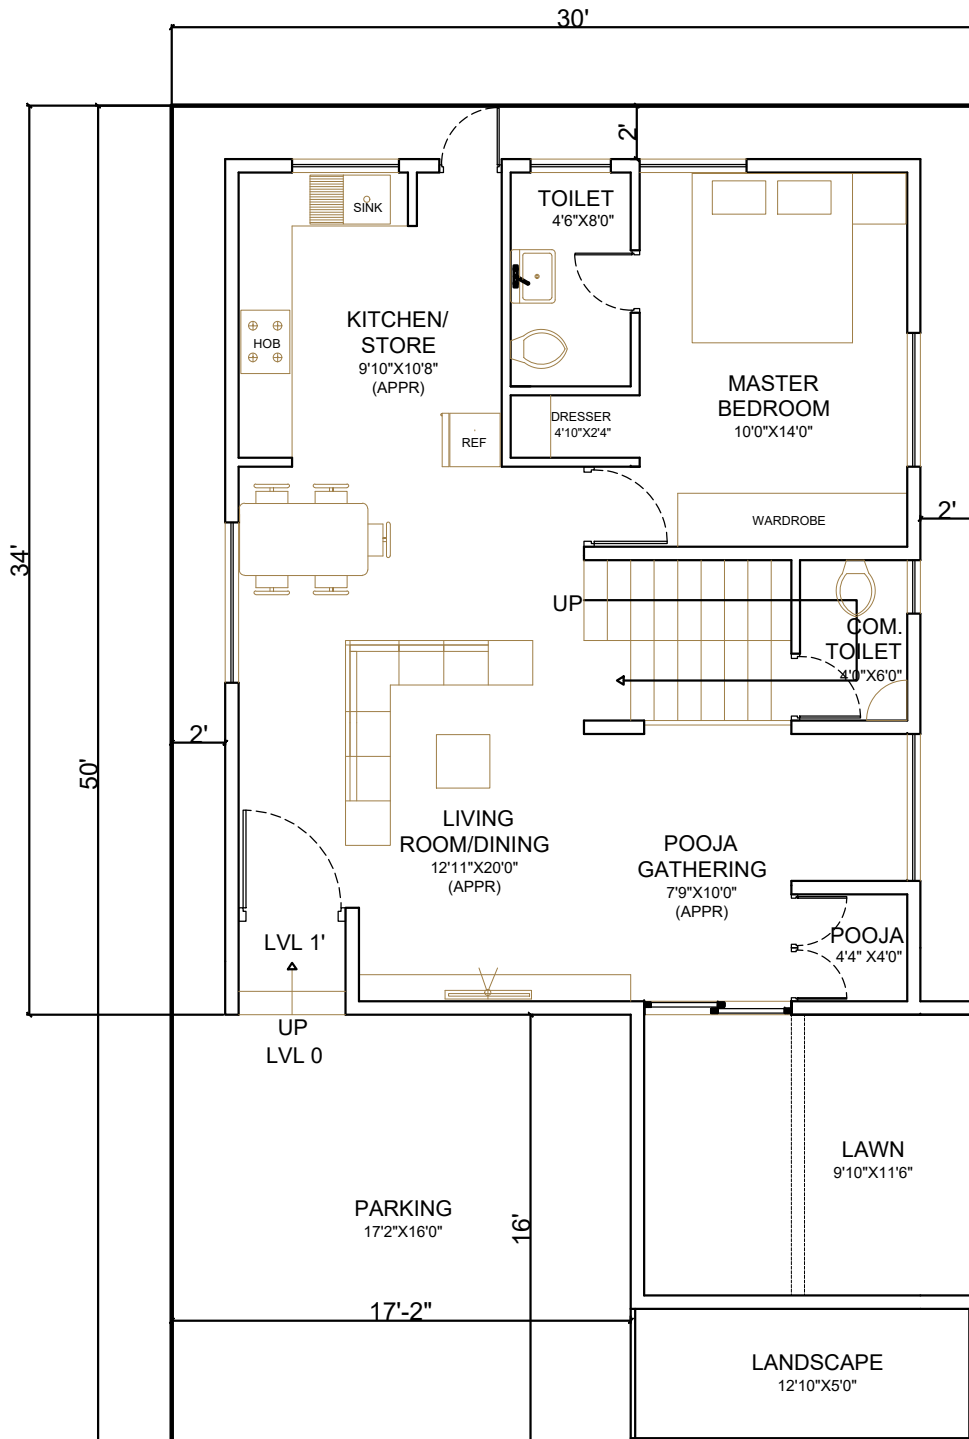 30'
2'
SINK
TOILET
4'6"X8'0"
KITCHEN/
STORE
9'10"X10'8"
(APPR)
HOB
MASTER
BEDROOM
10'0"X14'0"
DRESSER
4'10"X2'4"
REF
WARDROBE
2'
34'
UP
COM.
TOILET
4'0"X6'0"
2'
50'
LIVING
ROOM/DINING
12'11"X20'0"
(APPR)
POOJA
GATHERING
7'9"X10'0"
(APPR)
POOJA
4'4" X4'0"
LVL 1'
UP
LVL 0
LAWN
9'10"X11'6"
PARKING
17'2"X16'0"
16'
17'-2"
LANDSCAPE
12'10"X5'0"